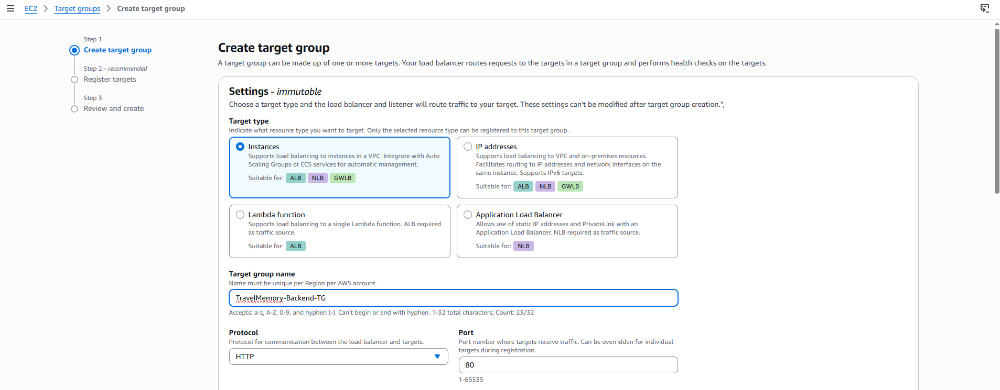 EC2 > Target groups > Create target group
Step 1
Create target group
Step 2 - recommended
Register targets
Step 3
Review and create
Create target group
A target group can be made up of one or more targets. Your load balancer routes requests to the targets in a target group and performs health checks on the targets.
Settings - immutable
Choose a target type and the load balancer and listener will route traffic to your target. These settings can't be modified after target group creation.",
Target type
Indicate what resource type you want to target. Only the selected resource type can be registered to this target group.
Instances
Supports load balancing to instances in a VPC. Integrate with Auto
Scaling Groups or ECS services for automatic management.
Suitable for: ALB NLB GWLB
IP addresses
Supports load balancing to VPC and on-premises resources.
Facilitates routing to IP addresses and network interfaces on the
same instance. Supports IPv6 targets.
Suitable for: ALB NLB GWLB
Lambda function
Supports load balancing to a single Lambda function. ALB required
as traffic source.
Suitable for: ALB
Application Load Balancer
Allows use of static IP addresses and PrivateLink with an
Application Load Balancer. NLB required as traffic source.
Suitable for: NLB
Target group name
Name must be unique per Region per AWS account.
TravelMemory-Backend-TG
Accepts: a-z, A-Z, 0-9, and hyphen (-). Can't begin or end with hyphen. 1-32 total characters; Count: 23/32
Protocol
Protocol for communication between the load balancer and targets.
HTTP
Port
Port number where targets receive traffic. Can be overridden for individual
targets during registration.
80
1-65535